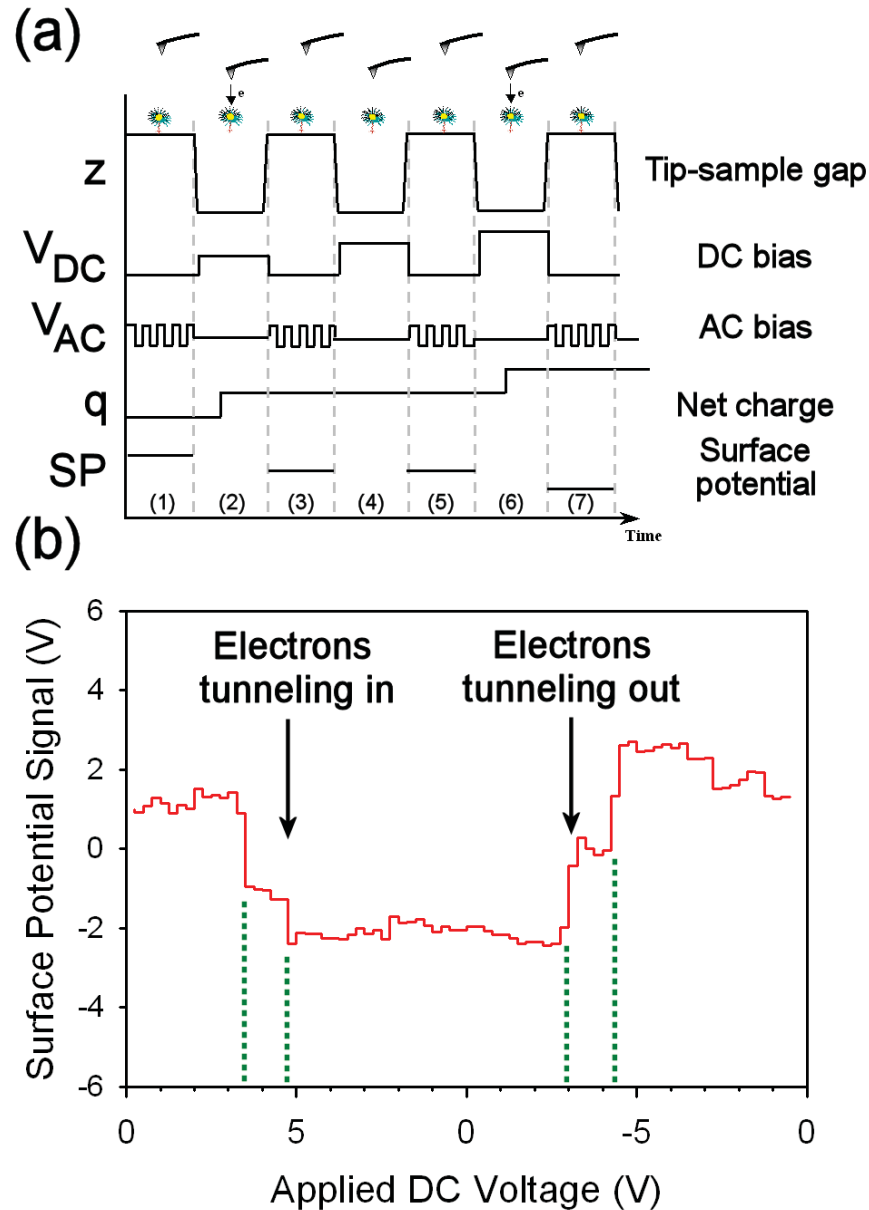 (a)
e
e
z
Tip-sample gap
VDC
DC bias
VAC
AC bias
q
Net charge
SP
Surface
potential
(1) (2) (3) (4) (5) (6) (7)
Time
(b)
Electrons
tunneling in
Electrons
tunneling out
Surface Potential Signal (V)
6
4
2
0
-2
-4
-6
0 5 0 -5 0
Applied DC Voltage (V)